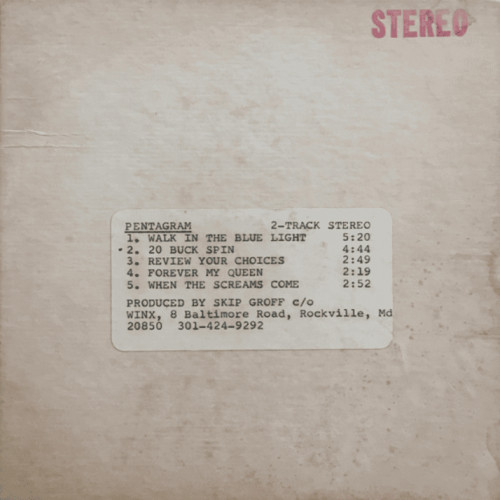 STEREO
PENTAGRAM 2-TRACK STEREO
1. WALK IN THE BLUE LIGHT 5:20
2. 20 BUCK SPIN 4:44
3. REVIEW YOUR CHOICES 2:49
4. FOREVER MY QUEEN 2:19
5. WHEN THE SCREAMS COME 2:52
PRODUCED BY SKIP GROFF c/o
WINX, 8 Baltimore Road, Rockville, Md
20850 301-424-9292